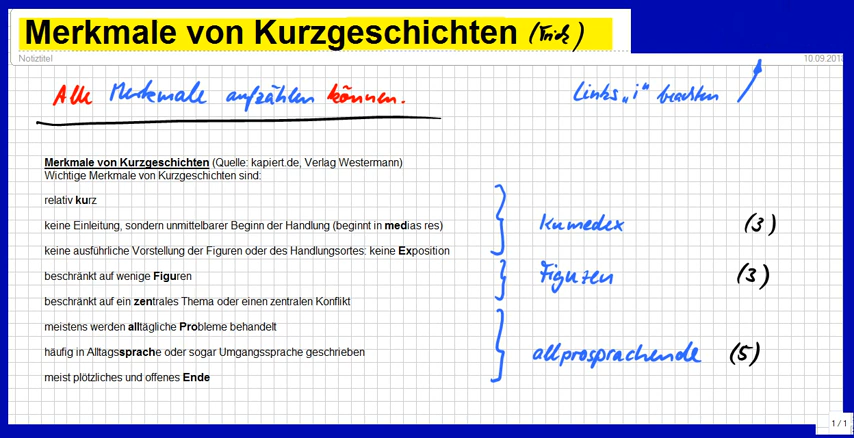 Merkmale von Kurzgeschichten (Trick)
Notiztitel
10.09.201
Alle Merkmale aufzählen können.
Links „i" beachten
Merkmale von Kurzgeschichten (Quelle: kapiert.de, Verlag Westermann)
Wichtige Merkmale von Kurzgeschichten sind:
relativ kurz
keine Einleitung, sondern unmittelbarer Beginn der Handlung (beginnt in medias res)
Kumedex (3)
keine ausführliche Vorstellung der Figuren oder des Handlungsortes: keine Exposition
beschränkt auf wenige Figuren
Figuzen (3)
beschränkt auf ein zentrales Thema oder einen zentralen Konflikt
meistens werden alltägliche Probleme behandelt
häufig in Alltagssprache oder sogar Umgangssprache geschrieben
allprosprachende (5)
meist plötzliches und offenes Ende
1 / 1